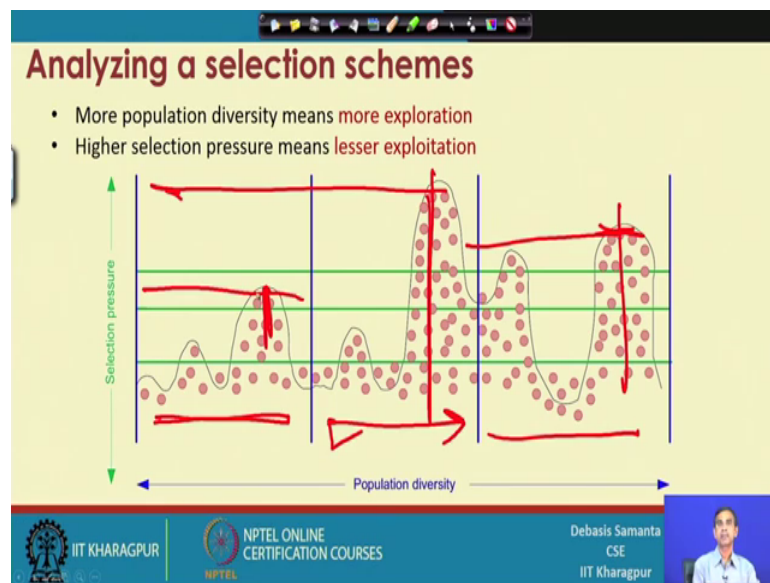 Analyzing a selection schemes
• More population diversity means more exploration
• Higher selection pressure means lesser exploitation
Selection pressure
Population diversity
IIT KHARAGPUR
NPTEL
NPTEL ONLINE
CERTIFICATION COURSES
Debasis Samanta
CSE
IIT Kharagpur